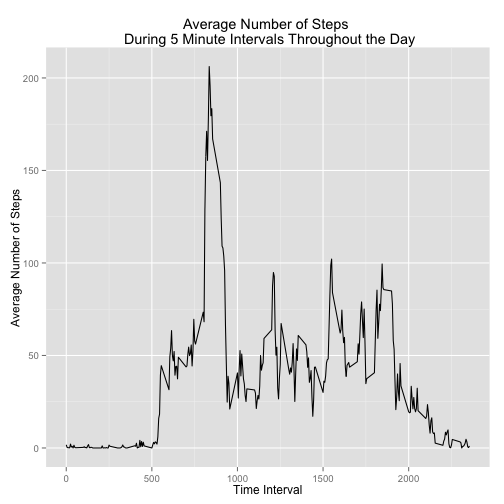 Average Number of Steps
During 5 Minute Intervals Throughout the Day
Average Number of Steps
200
150
100
50
0
0 500 1000 1500 2000
Time Interval